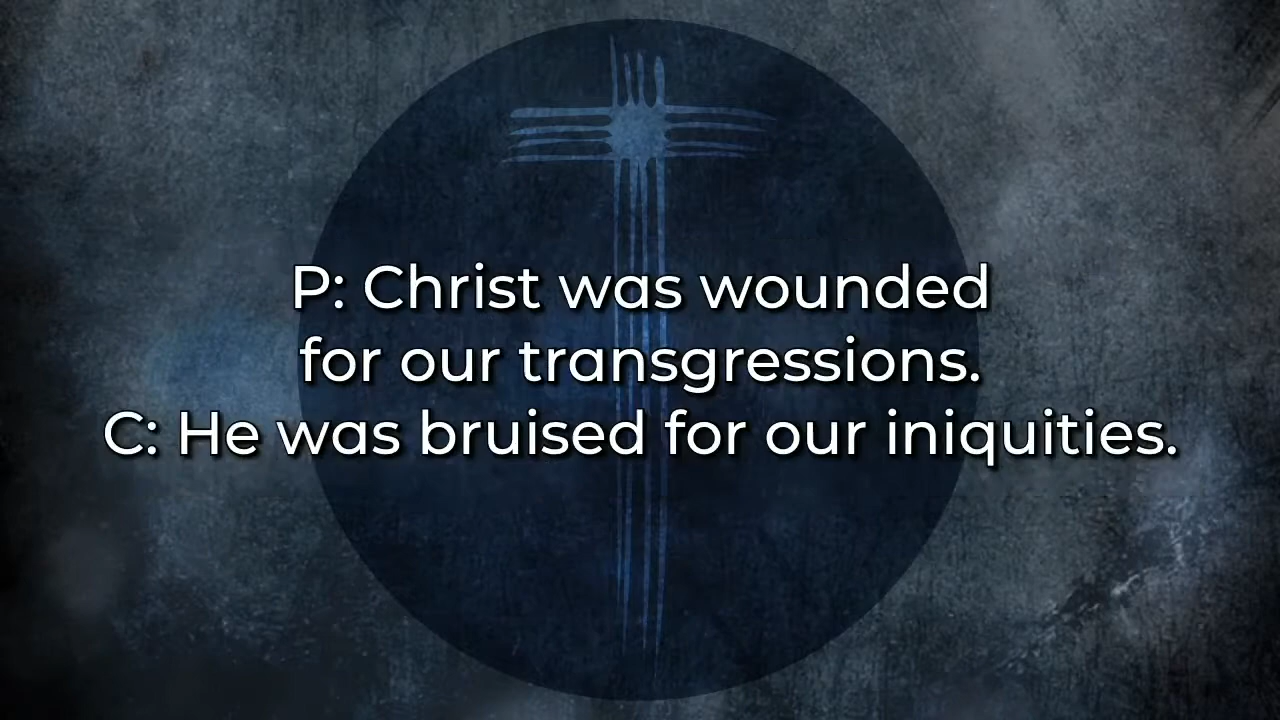 P: Christ was wounded
for our transgressions.
C: He was bruised for our iniquities.